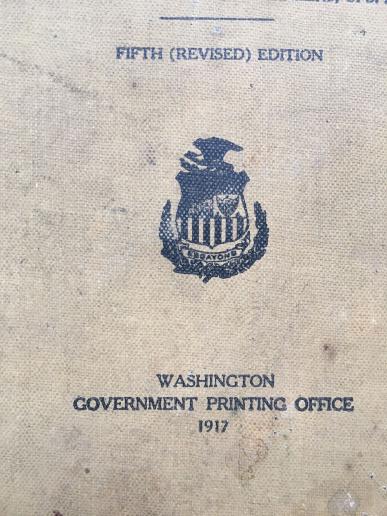 FIFTH (REVISED) EDITION
ESSAYONS
WASHINGTON
GOVERNMENT PRINTING OFFICE
1917